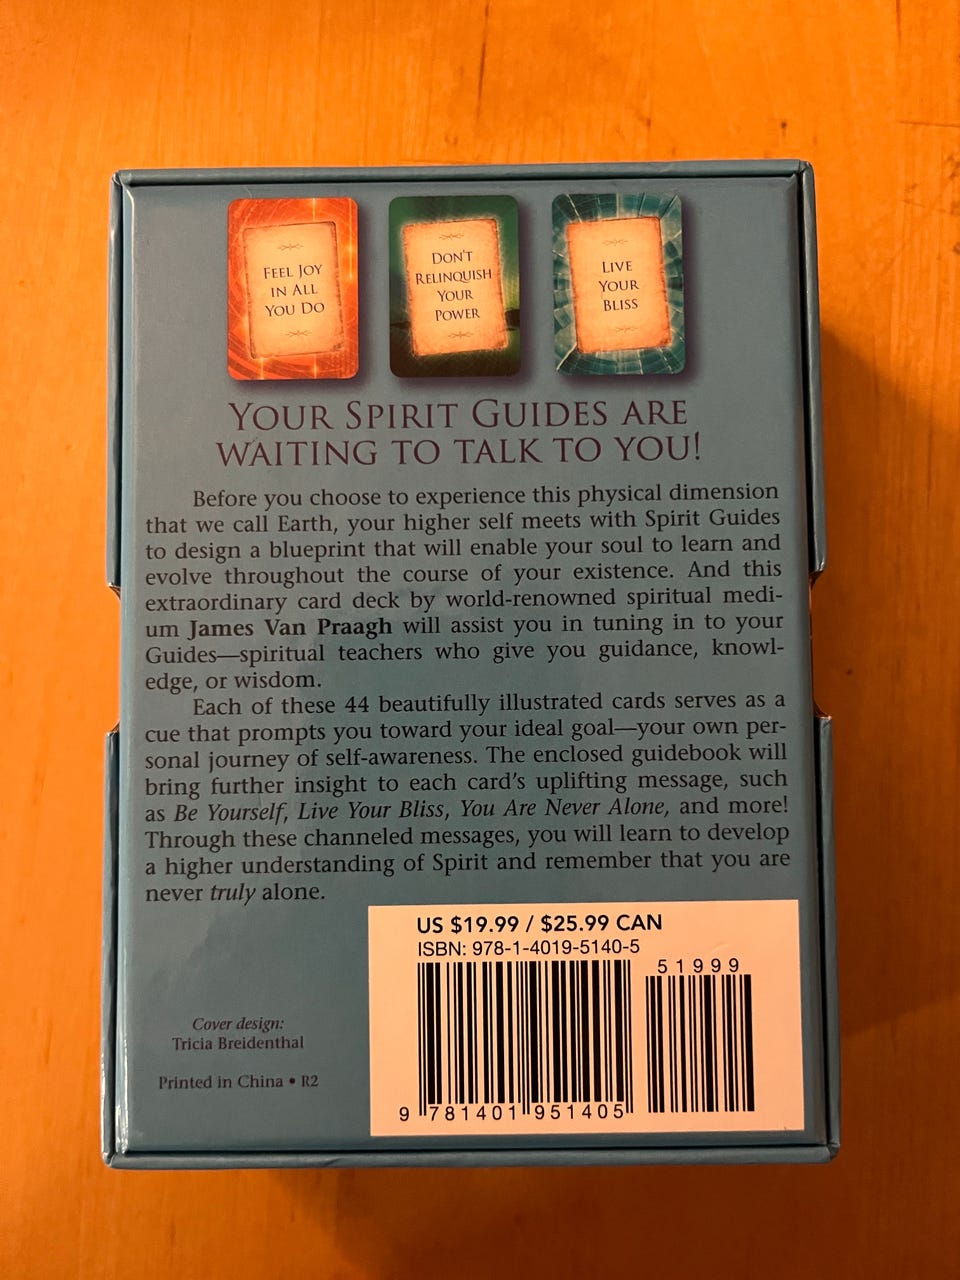 FEEL JOY
IN ALL
YOU DO
DON'T
RELINQUISH
YOUR
POWER
LIVE
YOUR
BLISS
YOUR SPIRIT GUIDES ARE
WAITING TO TALK TO YOU!
Before you choose to experience this physical dimension
that we call Earth, your higher self meets with Spirit Guides
to design a blueprint that will enable your soul to learn and
evolve throughout the course of your existence. And this
extraordinary card deck by world-renowned spiritual medi-
um James Van Praagh will assist you in tuning in to your
Guides—spiritual teachers who give you guidance, knowl-
edge, or wisdom.
Each of these 44 beautifully illustrated cards serves as a
cue that prompts you toward your ideal goal—your own per-
sonal journey of self-awareness. The enclosed guidebook will
bring further insight to each card's uplifting message, such
as Be Yourself, Live Your Bliss, You Are Never Alone, and more!
Through these channeled messages, you will learn to develop
a higher understanding of Spirit and remember that you are
never truly alone.
US $19.99 / $25.99 CAN
ISBN: 978-1-4019-5140-5
51999
9 781401 951405
Cover design:
Tricia Breidenthal
Printed in China • R2